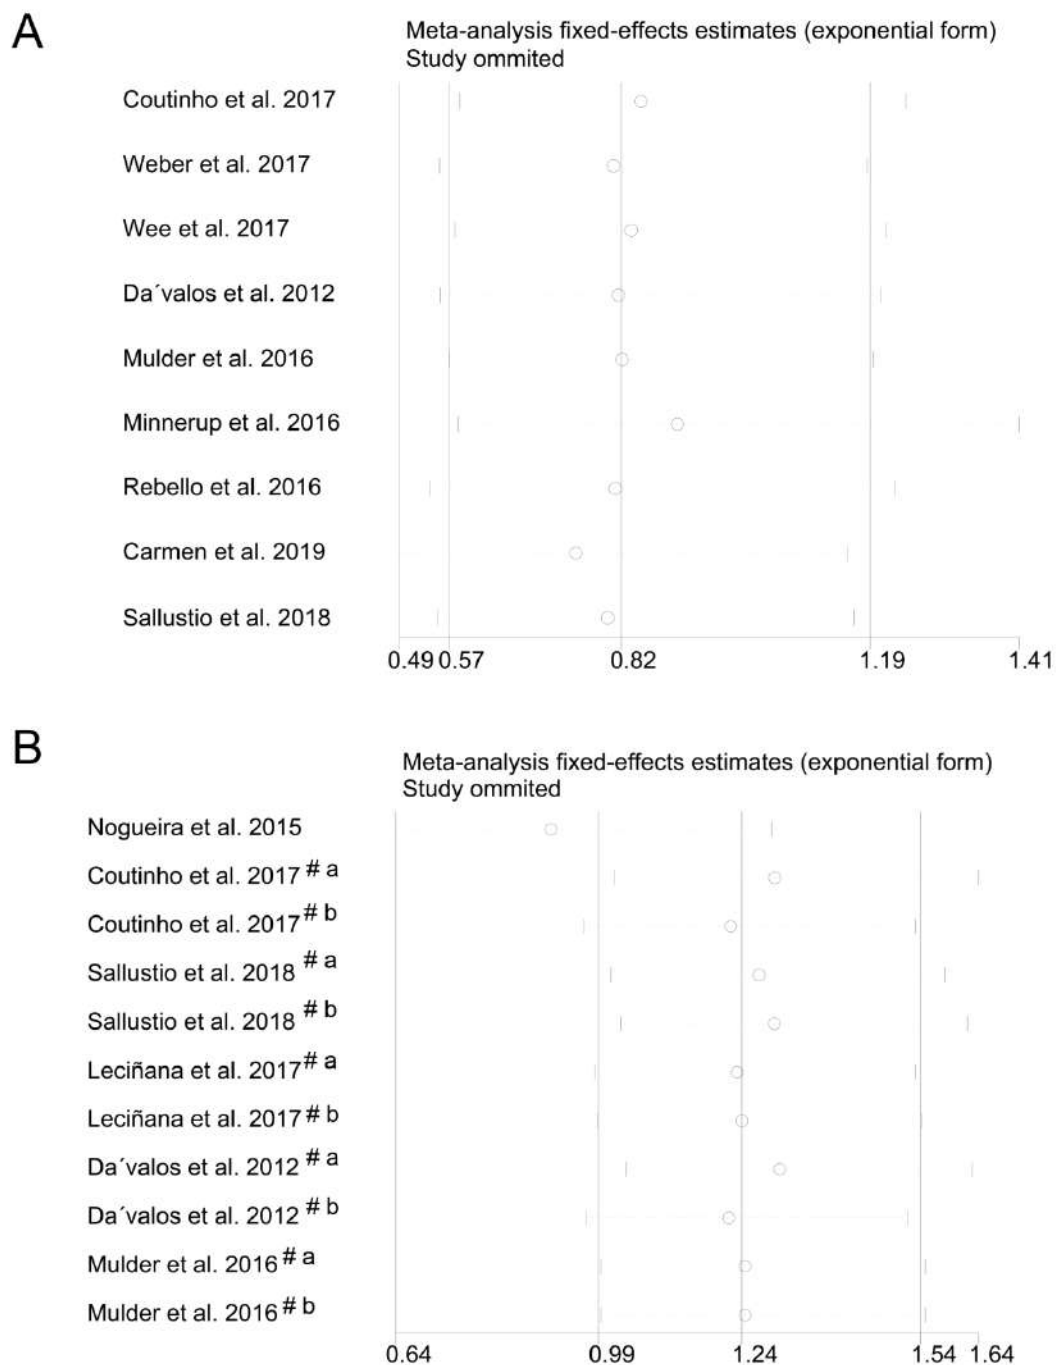 A
Meta-analysis fixed-effects estimates (exponential form)
Study ommited
Coutinho et al. 2017
Weber et al. 2017
Wee et al. 2017
Da´valos et al. 2012
Mulder et al. 2016
Minnerup et al. 2016
Rebello et al. 2016
Carmen et al. 2019
Sallustio et al. 2018
0.49 0.57 0.82 1.19 1.41
B
Meta-analysis fixed-effects estimates (exponential form)
Study ommited
Nogueira et al. 2015
Coutinho et al. 2017 # a
Coutinho et al. 2017 # b
Sallustio et al. 2018 # a
Sallustio et al. 2018 # b
Leciñana et al. 2017 # a
Leciñana et al. 2017 # b
Da´valos et al. 2012 # a
Da´valos et al. 2012 # b
Mulder et al. 2016 # a
Mulder et al. 2016 # b
0.64 0.99 1.24 1.54 1.64